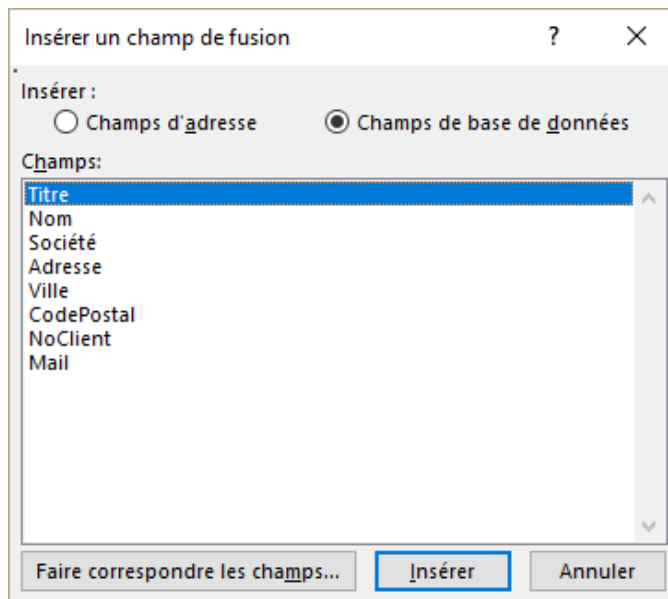 Insérer un champ de fusion ?
Insérer :
Champs d'adresse Champs de base de données
Champs:
Titre
Nom
Société
Adresse
Ville
CodePostal
NoClient
Mail
Faire correspondre les champs... Insérer Annuler